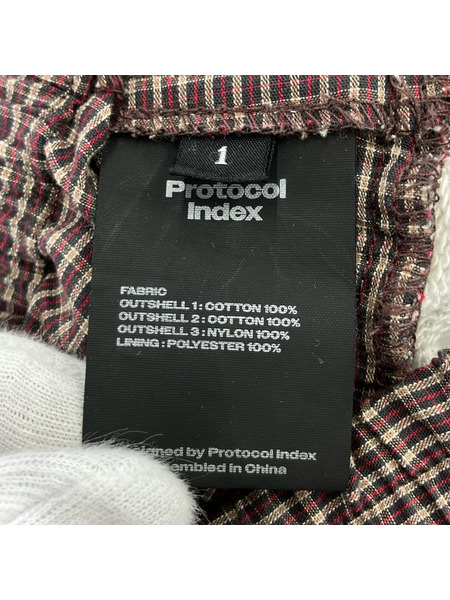 1
Protocol
Index
FABRIC
OUTSHELL 1 : COTTON 100%
OUTSHELL 2 : COTTON 100%
OUTSHELL 3 : NYLON 100%
LINING : POLYESTER 100%
by Protocol Index
in China